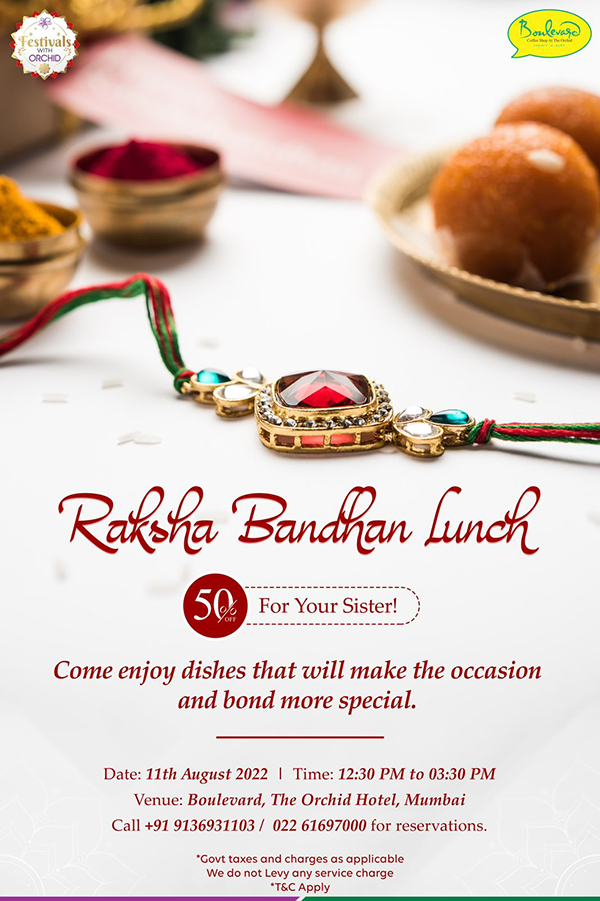 Festivals
WITH
ORCHID
Boulevard
Coffee Shop At The Orchid
Raksha Bandhan Lunch
50% OFF For Your Sister!
Come enjoy dishes that will make the occasion
and bond more special.
Date: 11th August 2022 | Time: 12:30 PM to 03:30 PM
Venue: Boulevard, The Orchid Hotel, Mumbai
Call +91 9136931103 / 022 61697000 for reservations.
*Govt taxes and charges as applicable
We do not Levy any service charge
*T&C Apply